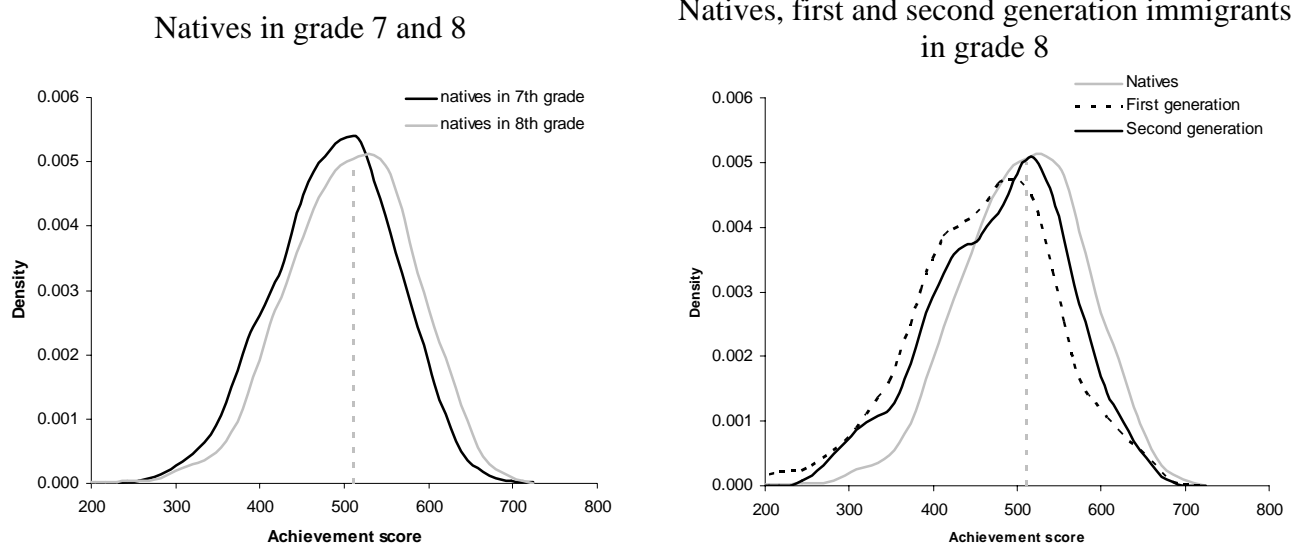 Natives in grade 7 and 8
0.006
0.005
0.004
0.003
0.002
0.001
0.000
Density
200 300 400 500 600 700 800
Achievement score
natives in 7th grade
natives in 8th grade
Natives, first and second generation immigrants
in grade 8
0.006
0.005
0.004
0.003
0.002
0.001
0.000
Density
200 300 400 500 600 700 800
Achievement score
Natives
First generation
Second generation